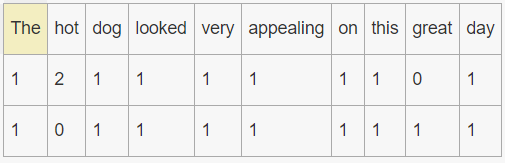 The hot dog looked very appealing on this great day
1 2 1 1 1 1 1 1 0 1
1 0 1 1 1 1 1 1 1 1